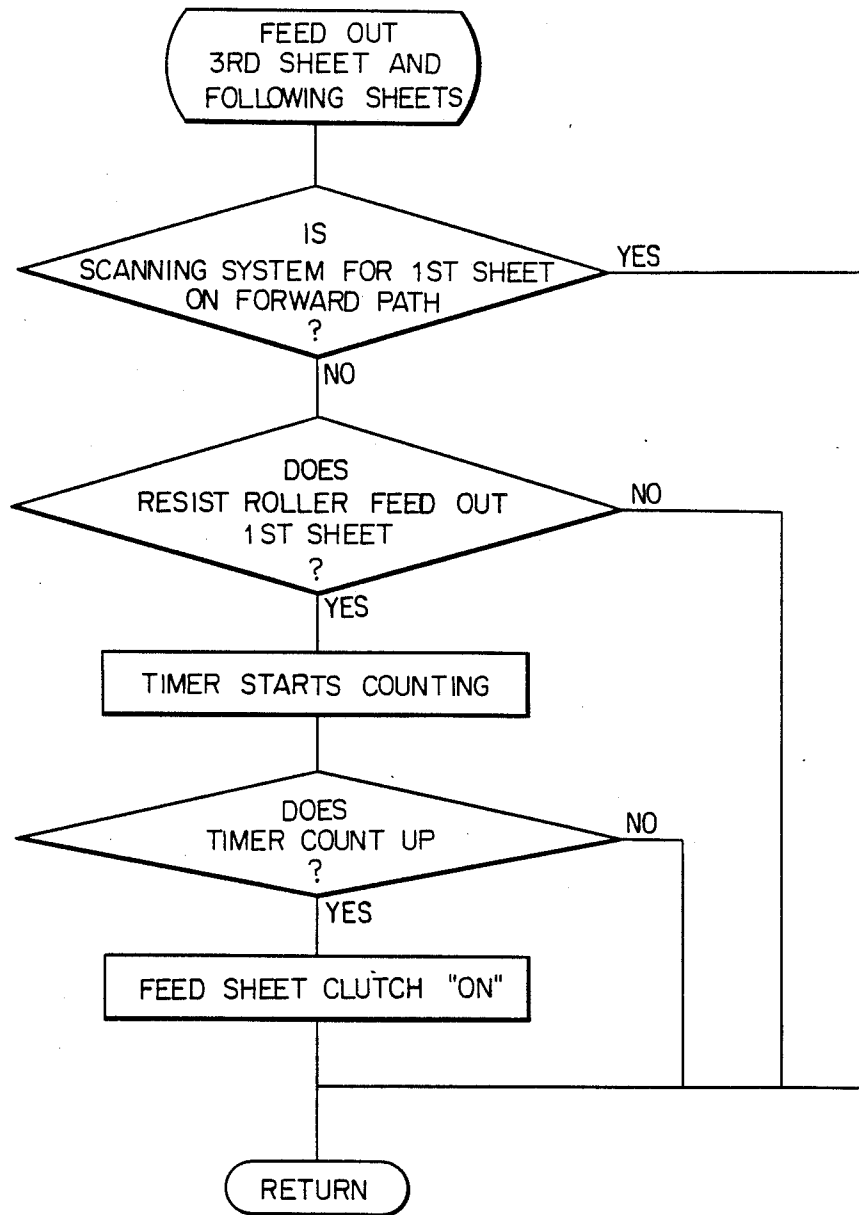 FEED OUT
3RD SHEET AND
FOLLOWING SHEETS
IS
SCANNING SYSTEM FOR 1ST SHEET
ON FORWARD PATH
?
YES
NO
DOES
RESIST ROLLER FEED OUT
1ST SHEET
?
NO
YES
TIMER STARTS COUNTING
DOES
TIMER COUNT UP
?
NO
YES
FEED SHEET CLUTCH "ON"
RETURN